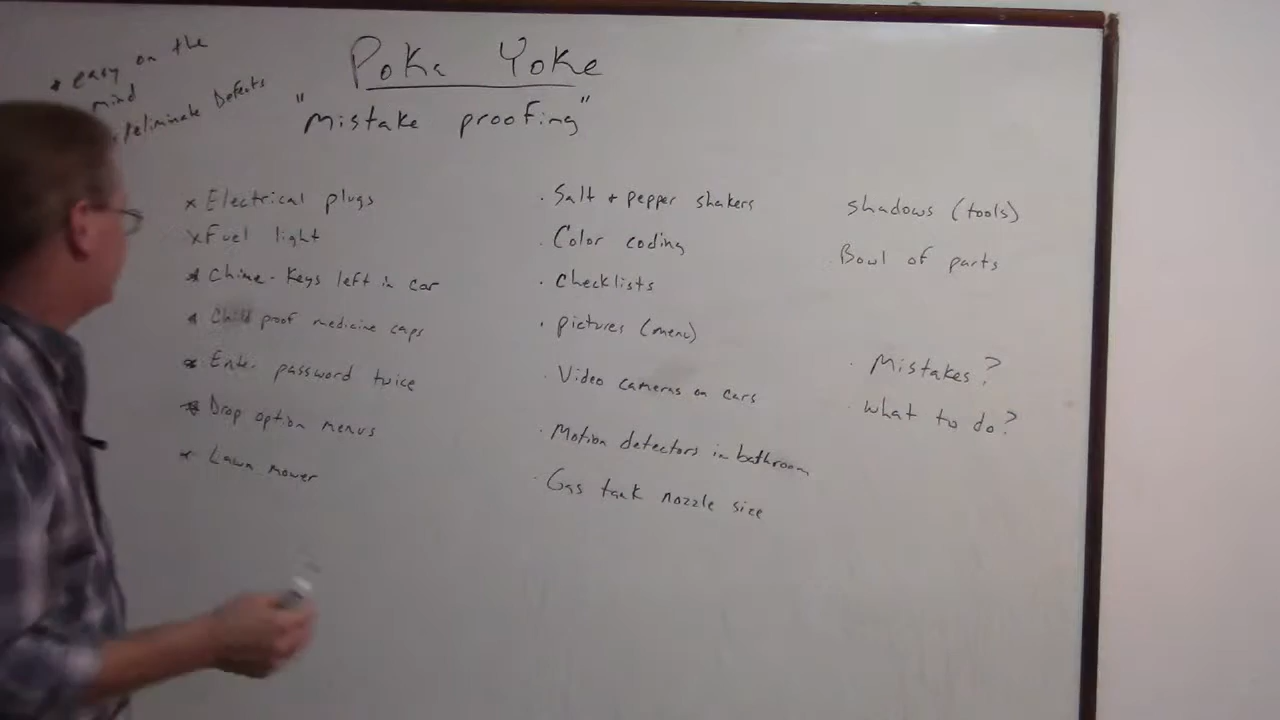 * easy on the
mind
eliminate Defects
Poka Yoke
"Mistake proofing"
x Electrical plugs
x Fuel light
* Chime - Keys left in car
* Child proof medicine caps
* Enter password twice
* Drop option menus
* Lawn mower
· Salt + pepper shakers
· Color coding
· Checklists
· pictures (menu)
· Video cameras on cars
· Motion detectors in bathroom
· Gas tank nozzle size
shadows (tools)
Bowl of parts
· Mistakes?
· what to do?